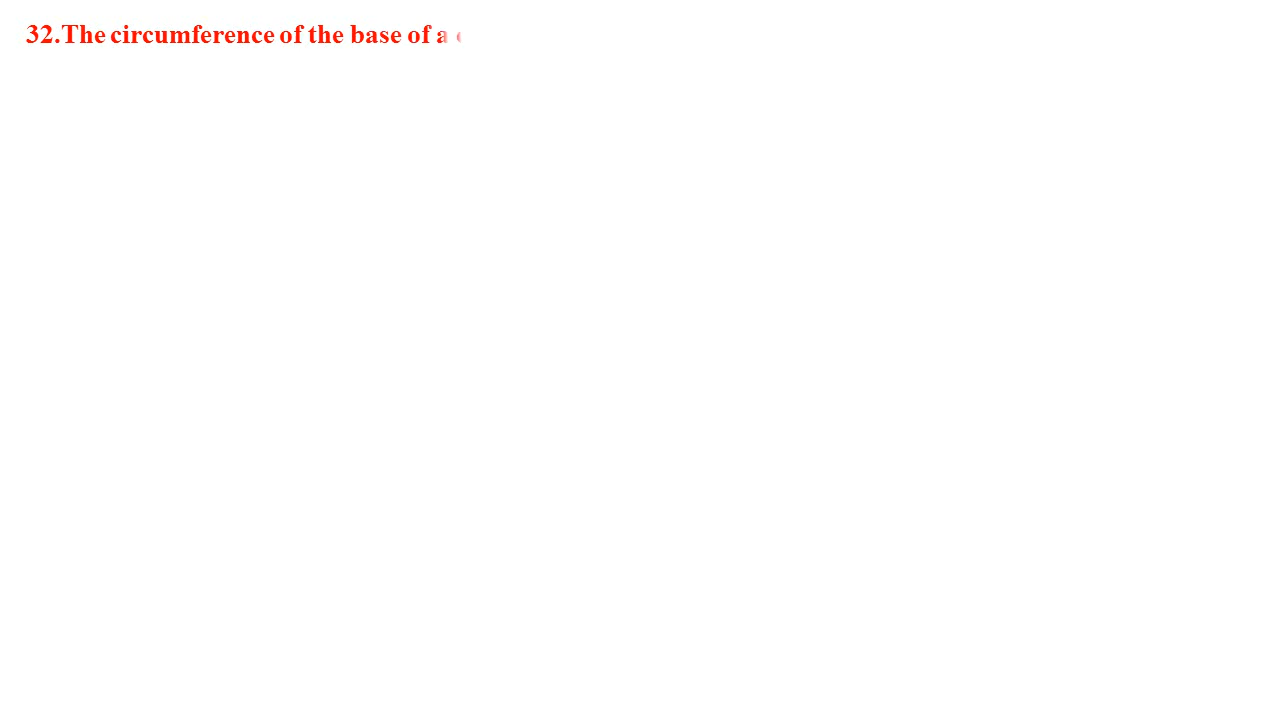 32.The circumference of the base of a